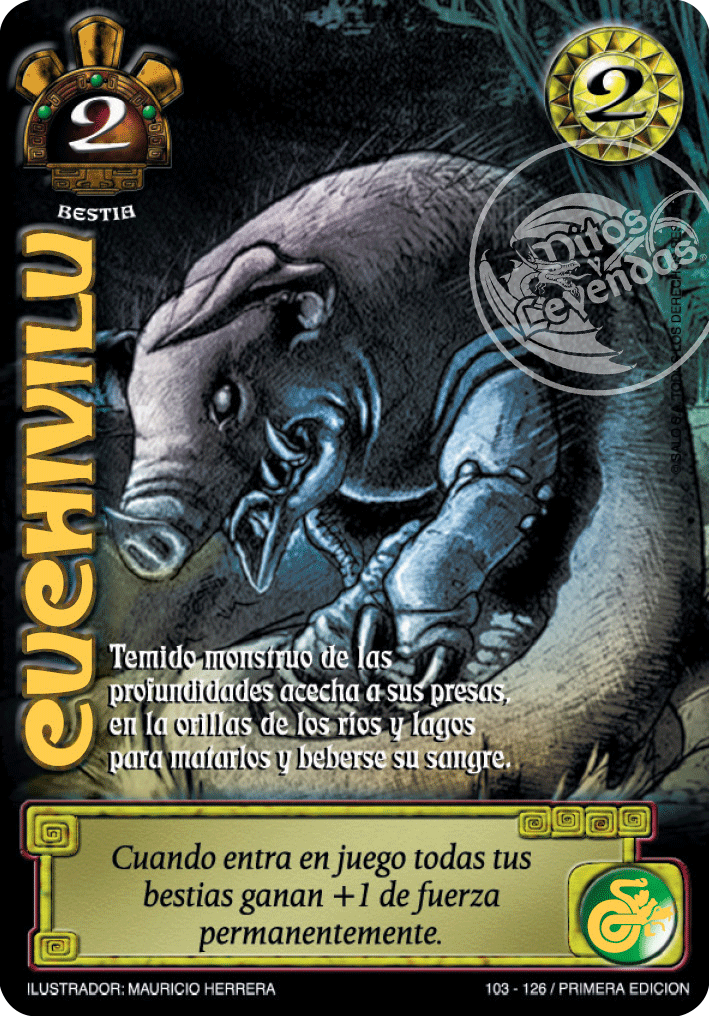 2
2
BESTIA
CUCHIVILU
Mitos
y
Leyendas
Temido monstruo de las
profundidades acecha a sus presas,
en la orillas de los ríos y lagos
para matarlos y beberse su sangre.
Cuando entra en juego todas tus
bestias ganan +1 de fuerza
permanentemente.
ILUSTRADOR: MAURICIO HERRERA
103 - 126 / PRIMERA EDICION